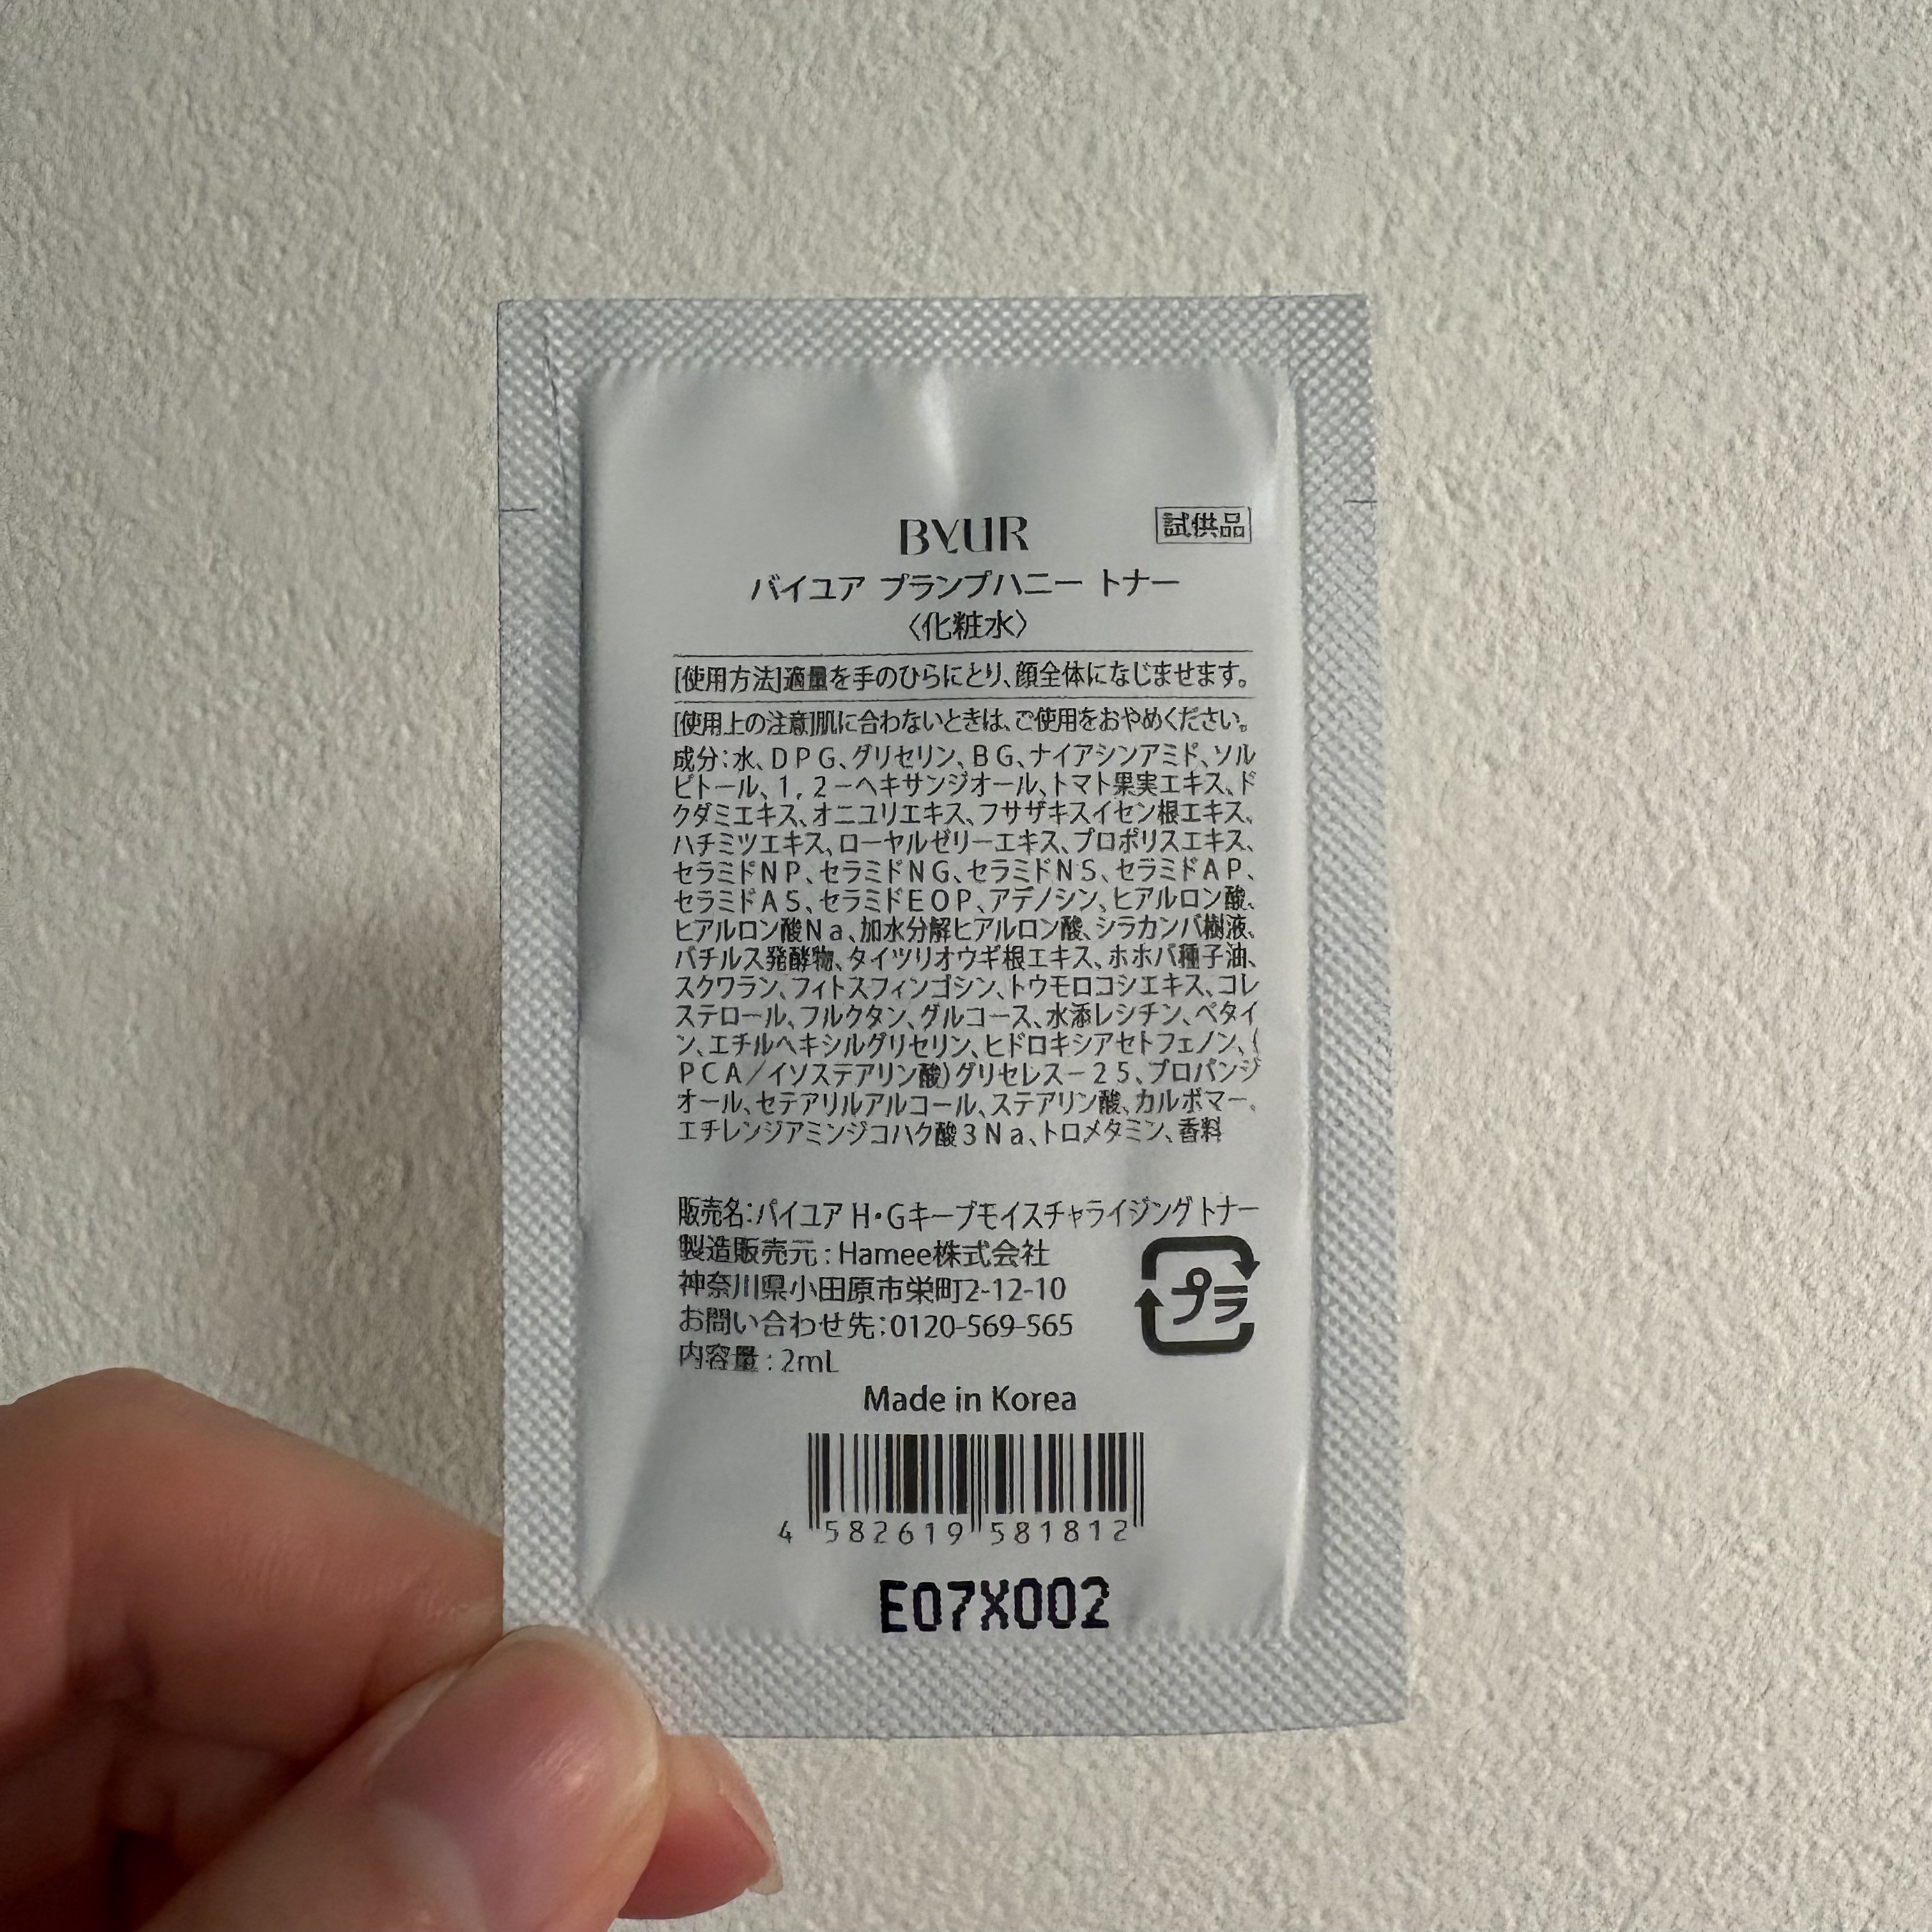 BYUR
試供品
バイユア プランプハニー トナー
〈化粧水〉
[使用方法]適量を手のひらにとり、顔全体になじませます。
[使用上の注意]肌に合わないときは、ご使用をおやめください。
成分:水、DPG、グリセリン、BG、ナイアシンアミド、ソル
ビトール、1,2-ヘキサンジオール、トマト果実エキス、ド
クダミエキス、オニユリエキス、フサザキスイセン根エキス、
ハチミツエキス、ローヤルゼリーエキス、プロポリスエキス、
セラミドNP、セラミドNG、セラミドNS、セラミドAP、
セラミドAS、セラミドEOP、アデノシン、ヒアルロン酸、
ヒアルロン酸Na、加水分解ヒアルロン酸、シラカンバ樹液、
バチルス発酵物、タイツリオウギ根エキス、ホホバ種子油、
スクワラン、フィトスフィンゴシン、トウモロコシエキス、コレ
ステロール、フルクタン、グルコース、水添レシチン、ベタイ
ン、エチルヘキシルグリセリン、ヒドロキシアセトフェノン、(
PCA/イソステアリン酸)グリセレス-25、プロパンジ
オール、セテアリルアルコール、ステアリン酸、カルボマー、
エチレンジアミンジコハク酸3Na、トロメタミン、香料
販売名:バイユア H・Gキープモイスチャライジングトナー
製造販売元:Hamee株式会社
神奈川県小田原市栄町2-12-10
お問い合わせ先:0120-569-565
内容量:2mL
プラ
Made in Korea
4 582619 581812
E07X002